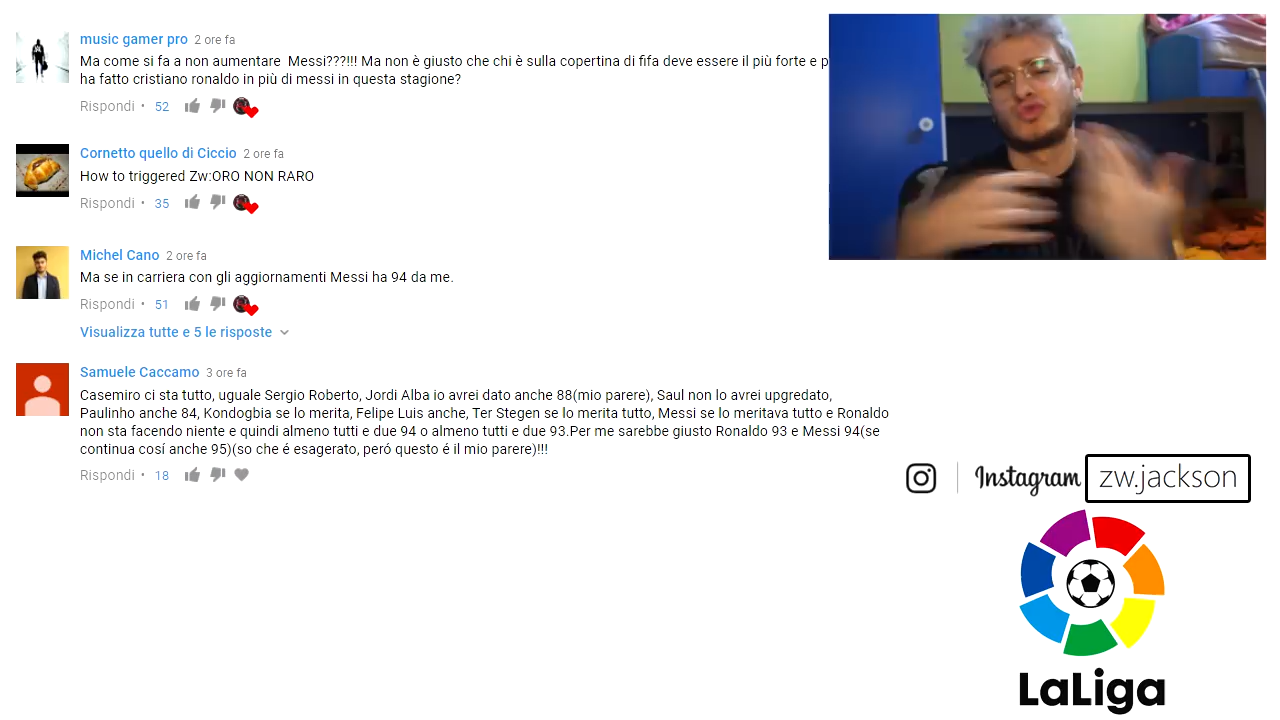 music gamer pro 2 ore fa
Ma come si fa a non aumentare  Messi???!!! Ma non è giusto che chi è sulla copertina di fifa deve essere il più forte e p
ha fatto cristiano ronaldo in più di messi in questa stagione?
Rispondi • 52
Cornetto quello di Ciccio 2 ore fa
How to triggered Zw:ORO NON RARO
Rispondi • 35
Michel Cano 2 ore fa
Ma se in carriera con gli aggiornamenti Messi ha 94 da me.
Rispondi • 51
Visualizza tutte e 5 le risposte
Samuele Caccamo 3 ore fa
Casemiro ci sta tutto, uguale Sergio Roberto, Jordi Alba io avrei dato anche 88(mio parere), Saul non lo avrei upgredato,
Paulinho anche 84, Kondogbia se lo merita, Felipe Luis anche, Ter Stegen se lo merita tutto, Messi se lo meritava tutto e Ronaldo
non sta facendo niente e quindi almeno tutti e due 94 o almeno tutti e due 93.Per me sarebbe giusto Ronaldo 93 e Messi 94(se
continua cosí anche 95)(so che é esagerato, peró questo é il mio parere)!!!
Rispondi • 18
Instagram zw.jackson
LaLiga